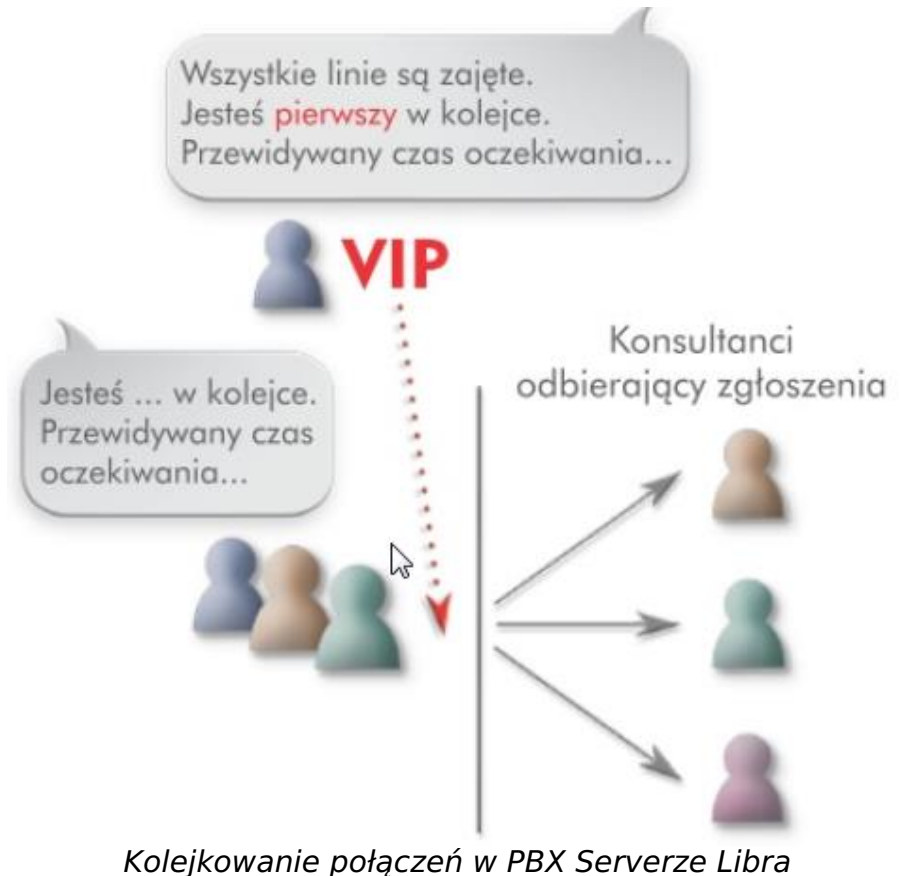 Wszystkie linie są zajęte.
Jesteś pierwszy w kolejce.
Przewidywany czas oczekiwania...
VIP
Jesteś ... w kolejce.
Przewidywany czas
oczekiwania...
Konsultanci
odbierający zgłoszenia
Kolejkowanie połączeń w PBX Serverze Libra